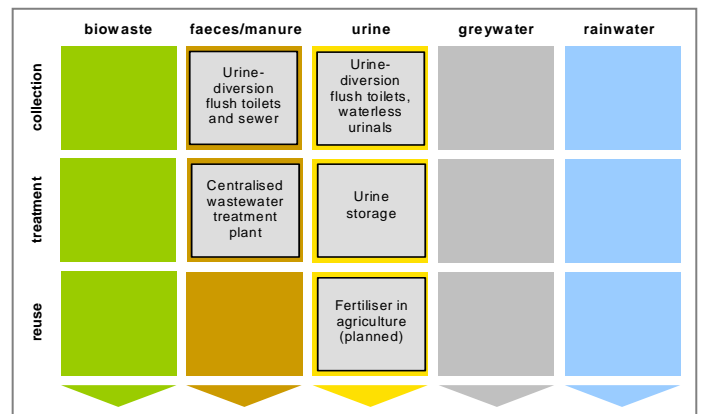 biowaste faeces/manure urine greywater rainwater
collection
Urine-
diversion
flush toilets
and sewer
Urine-
diversion
flush toilets,
waterless
urinals
treatment
Centralised
wastewater
treatment
plant
Urine
storage
reuse
Fertiliser in
agriculture
(planned)